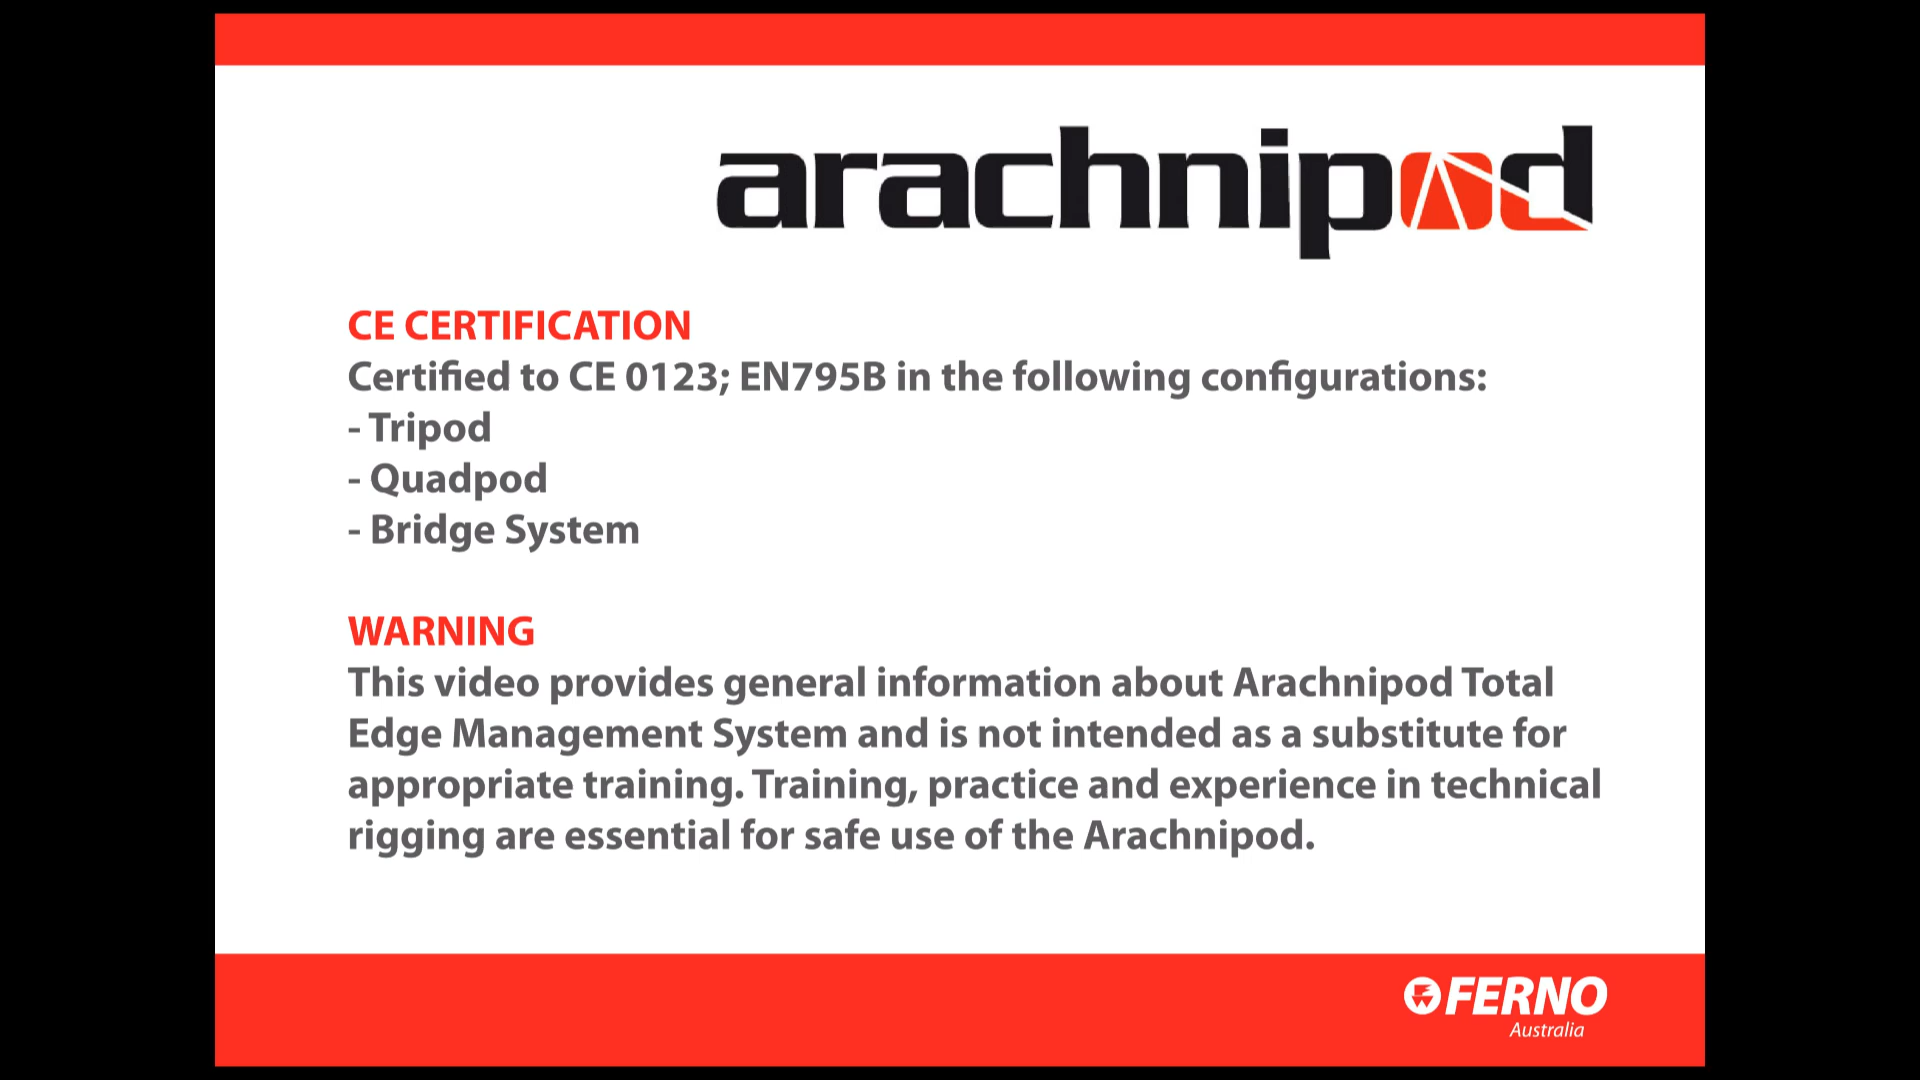 arachnipod
CE CERTIFICATION
Certified to CE 0123; EN795B in the following configurations:
- Tripod
- Quadpod
- Bridge System
WARNING
This video provides general information about Arachnipod Total
Edge Management System and is not intended as a substitute for
appropriate training. Training, practice and experience in technical
rigging are essential for safe use of the Arachnipod.
FERNO
Australia